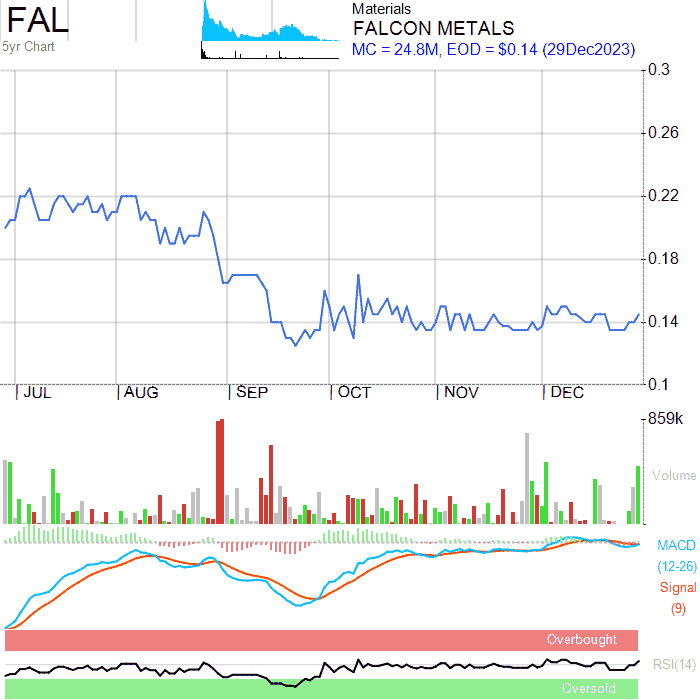 FAL
5yr Chart
Materials
FALCON METALS
MC = 24.8M, EOD = $0.14 (29Dec2023)
0.3
0.26
0.22
0.18
0.14
0.1
JUL AUG SEP OCT NOV DEC
859k
Volume
MACD
(12-26)
Signal
(9)
Overbought
RSI(14)
Oversold